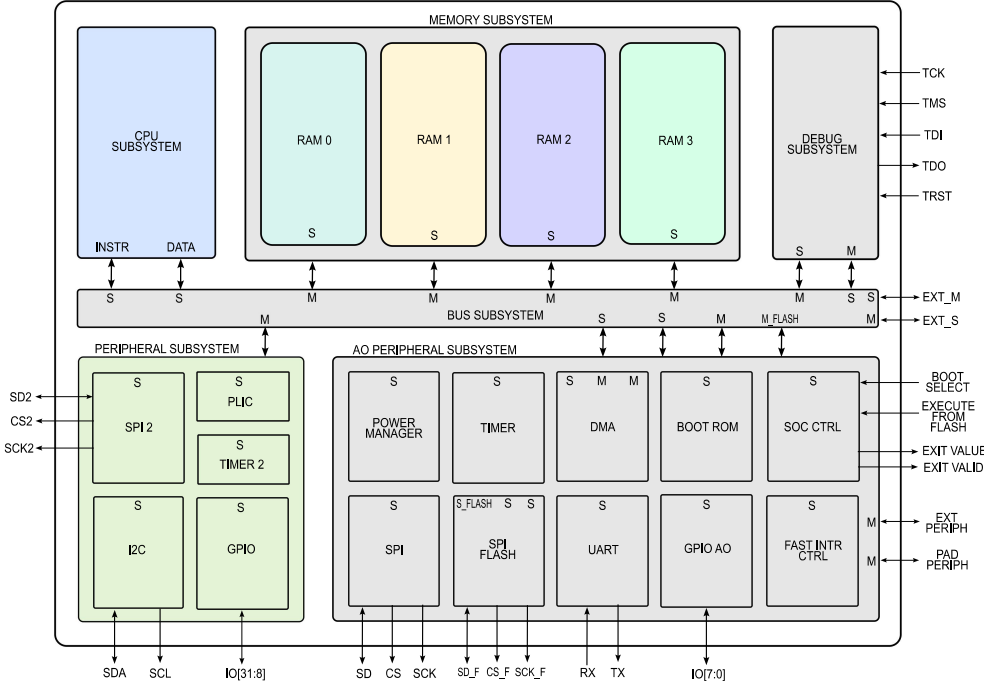 MEMORY SUBSYSTEM
CPU
SUBSYSTEM
RAM 0
RAM 1
RAM 2
RAM 3
DEBUG
SUBSYSTEM
TCK
TMS
TDI
TDO
TRST
INSTR DATA
S
S
S
S
S M
S S M M M M M S S
EXT_M
BUS SUBSYSTEM
M S S M M_FLASH M
EXT_S
PERIPHERAL SUBSYSTEM
AO PERIPHERAL SUBSYSTEM
S
SPI 2
S
PLIC
S
TIMER 2
S
I2C
S
GPIO
SD2
CS2
SCK2
S
POWER
MANAGER
S
TIMER
S M M
DMA
S
BOOT ROM
S
SOC CTRL
BOOT
SELECT
EXECUTE
FROM
FLASH
EXIT VALUE
EXIT VALID
S
SPI
S_FLASH S S
SPI
FLASH
S
UART
S
GPIO AO
S
FAST INTR
CTRL
M
EXT
PERIPH
M
PAD
PERIPH
SDA SCL IO[31:8] SD CS SCK SD_F CS_F SCK_F RX TX IO[7:0]